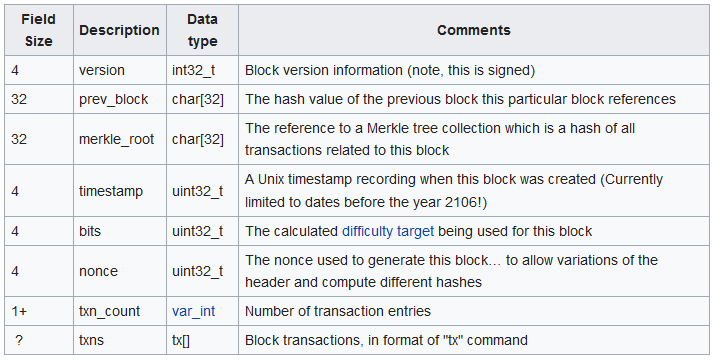 Field Size Description Data type Comments
4 version int32_t Block version information (note, this is signed)
32 prev_block char[32] The hash value of the previous block this particular block references
32 merkle_root char[32] The reference to a Merkle tree collection which is a hash of all
transactions related to this block
4 timestamp uint32_t A Unix timestamp recording when this block was created (Currently
limited to dates before the year 2106!)
4 bits uint32_t The calculated difficulty target being used for this block
4 nonce uint32_t The nonce used to generate this block… to allow variations of the
header and compute different hashes
1+ txn_count var_int Number of transaction entries
? txns tx[] Block transactions, in format of "tx" command